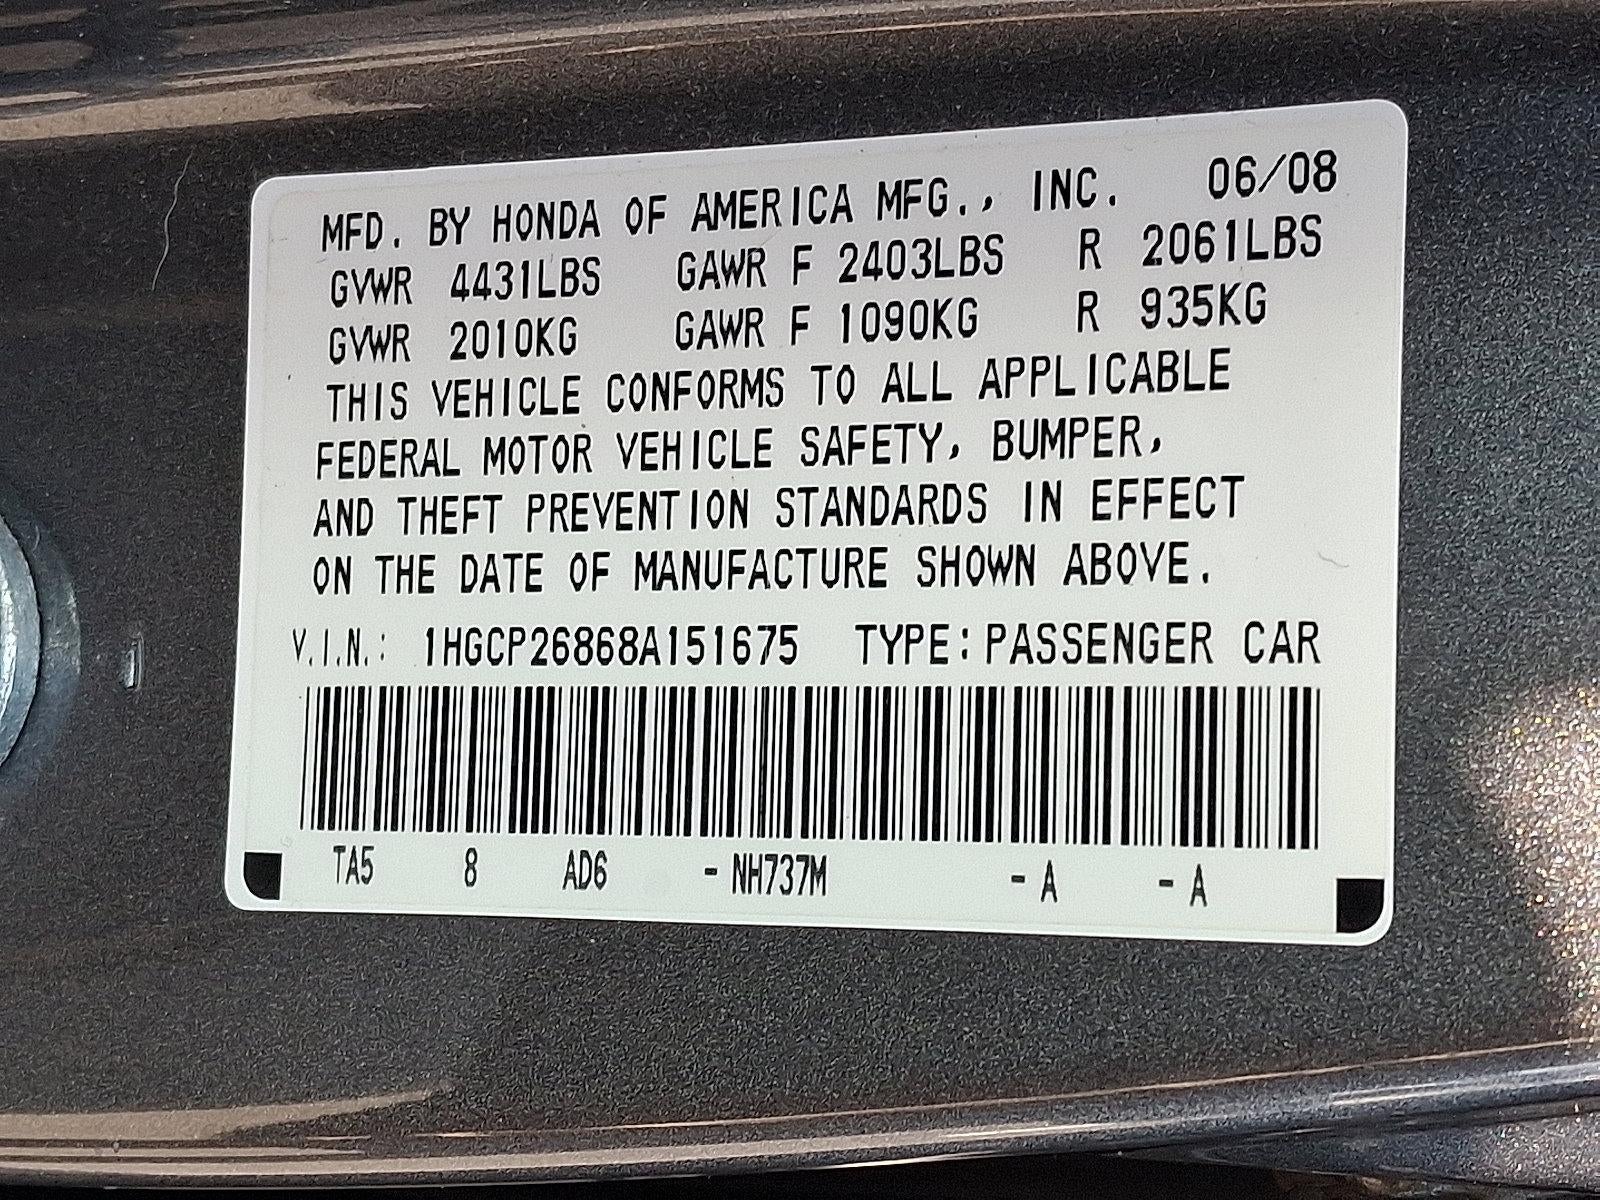 MFD. BY HONDA OF AMERICA MFG., INC. 06/08
GVWR 4431LBS GAWR F 2403LBS R 2061LBS
GVWR 2010KG GAWR F 1090KG R 935KG
THIS VEHICLE CONFORMS TO ALL APPLICABLE
FEDERAL MOTOR VEHICLE SAFETY, BUMPER,
AND THEFT PREVENTION STANDARDS IN EFFECT
ON THE DATE OF MANUFACTURE SHOWN ABOVE.
V.I.N.: 1HGCP26868A151675 TYPE:PASSENGER CAR
TA5 8 AD6 -NH737M -A -A